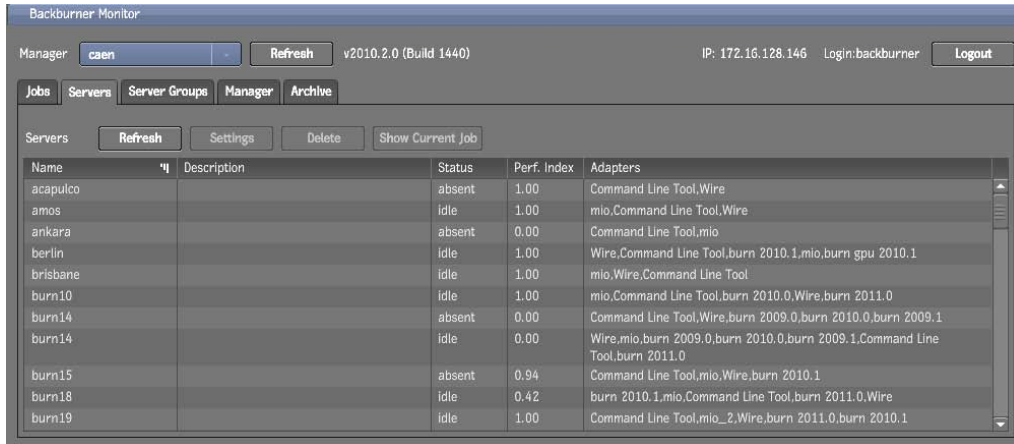 Backburner Monitor
Manager caen Refresh v2010.2.0 (Build 1440) IP: 172.16.128.146 Login:backburner Logout
Jobs Servers Server Groups Manager Archive
Servers Refresh Settings Delete Show Current Job
Name Description Status Perf. Index Adapters
acapulco absent 1.00 Command Line Tool,Wire
amos idle 1.00 mio,Command Line Tool,Wire
ankara absent 0.00 Command Line Tool,mio
berlin idle 1.00 Wire,Command Line Tool,burn 2010.1,mio,burn gpu 2010.1
brisbane idle 1.00 mio,Wire,Command Line Tool
burn10 idle 1.00 mio,Command Line Tool,burn 2010.0,Wire,burn 2011.0
burn14 absent 0.00 Command Line Tool,Wire,burn 2009.0,burn 2010.0,burn 2009.1
burn14 idle 0.00 Wire,mio,burn 2009.0,burn 2010.0,burn 2009.1,Command Line
Tool,burn 2011.0
burn15 absent 0.94 Command Line Tool,mio,Wire,burn 2010.1
burn18 idle 0.42 burn 2010.1,mio,Command Line Tool,burn 2011.0,Wire
burn19 idle 1.00 Command Line Tool,mio_2,Wire,burn 2011.0,burn 2010.1